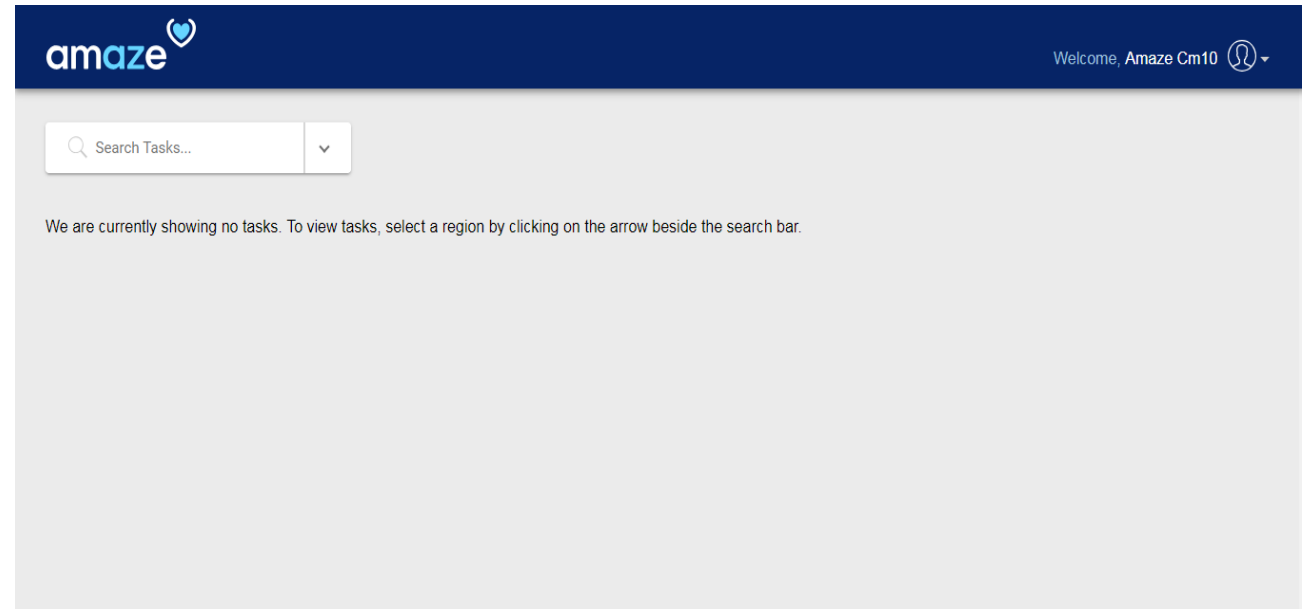 amaze
Welcome, Amaze Cm10
Search Tasks...
We are currently showing no tasks. To view tasks, select a region by clicking on the arrow beside the search bar.